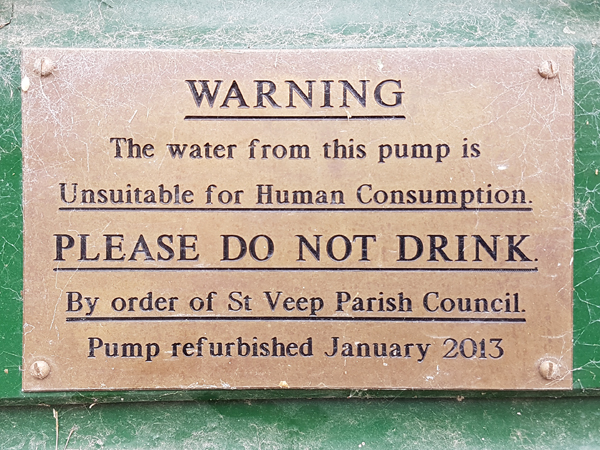 WARNING
The water from this pump is
Unsuitable for Human Consumption.
PLEASE DO NOT DRINK.
By order of St Veep Parish Council.
Pump refurbished January 2013